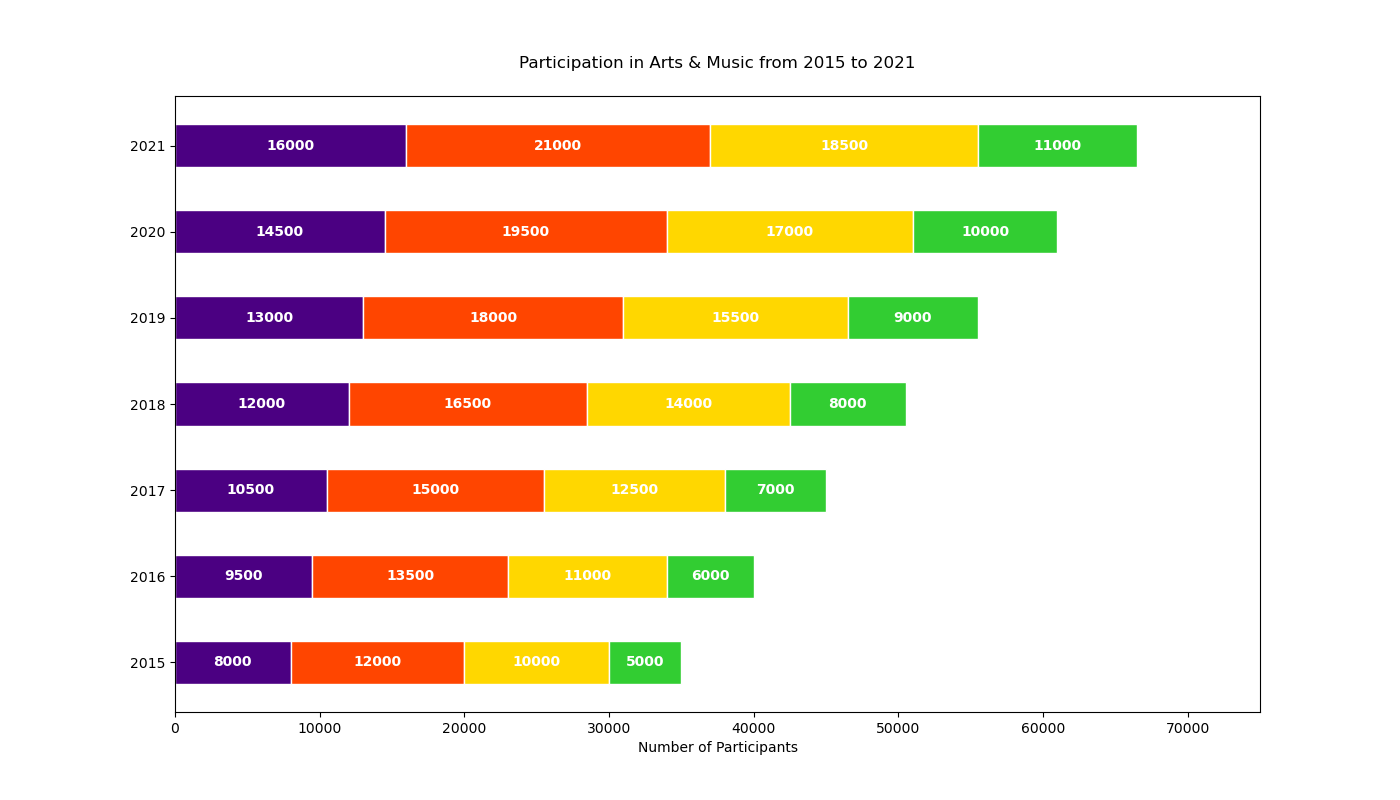 Participation in Arts & Music from 2015 to 2021
2021 16000 21000 18500 11000
2020 14500 19500 17000 10000
2019 13000 18000 15500 9000
2018 12000 16500 14000 8000
2017 10500 15000 12500 7000
2016 9500 13500 11000 6000
2015 8000 12000 10000 5000
0 10000 20000 30000 40000 50000 60000 70000
Number of Participants